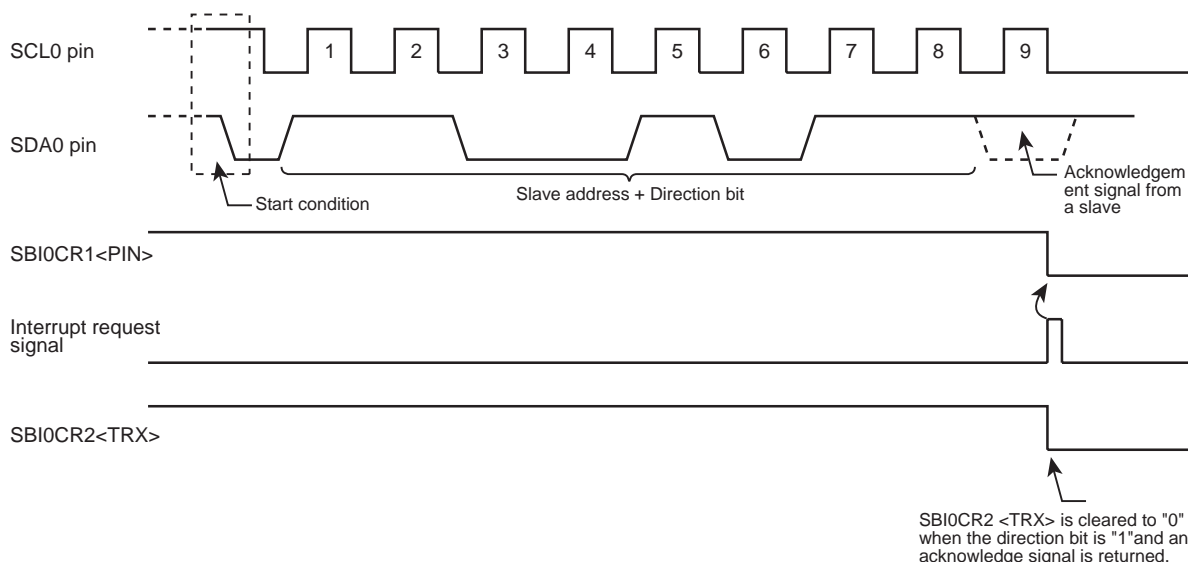 SCL0 pin
1 2 3 4 5 6 7 8 9
SDA0 pin
Start condition
Slave address + Direction bit
Acknowledgem
ent signal from
a slave
SBI0CR1<PIN>
Interrupt request
signal
SBI0CR2<TRX>
SBI0CR2 <TRX> is cleared to "0"
when the direction bit is "1"and an
acknowledge signal is returned.